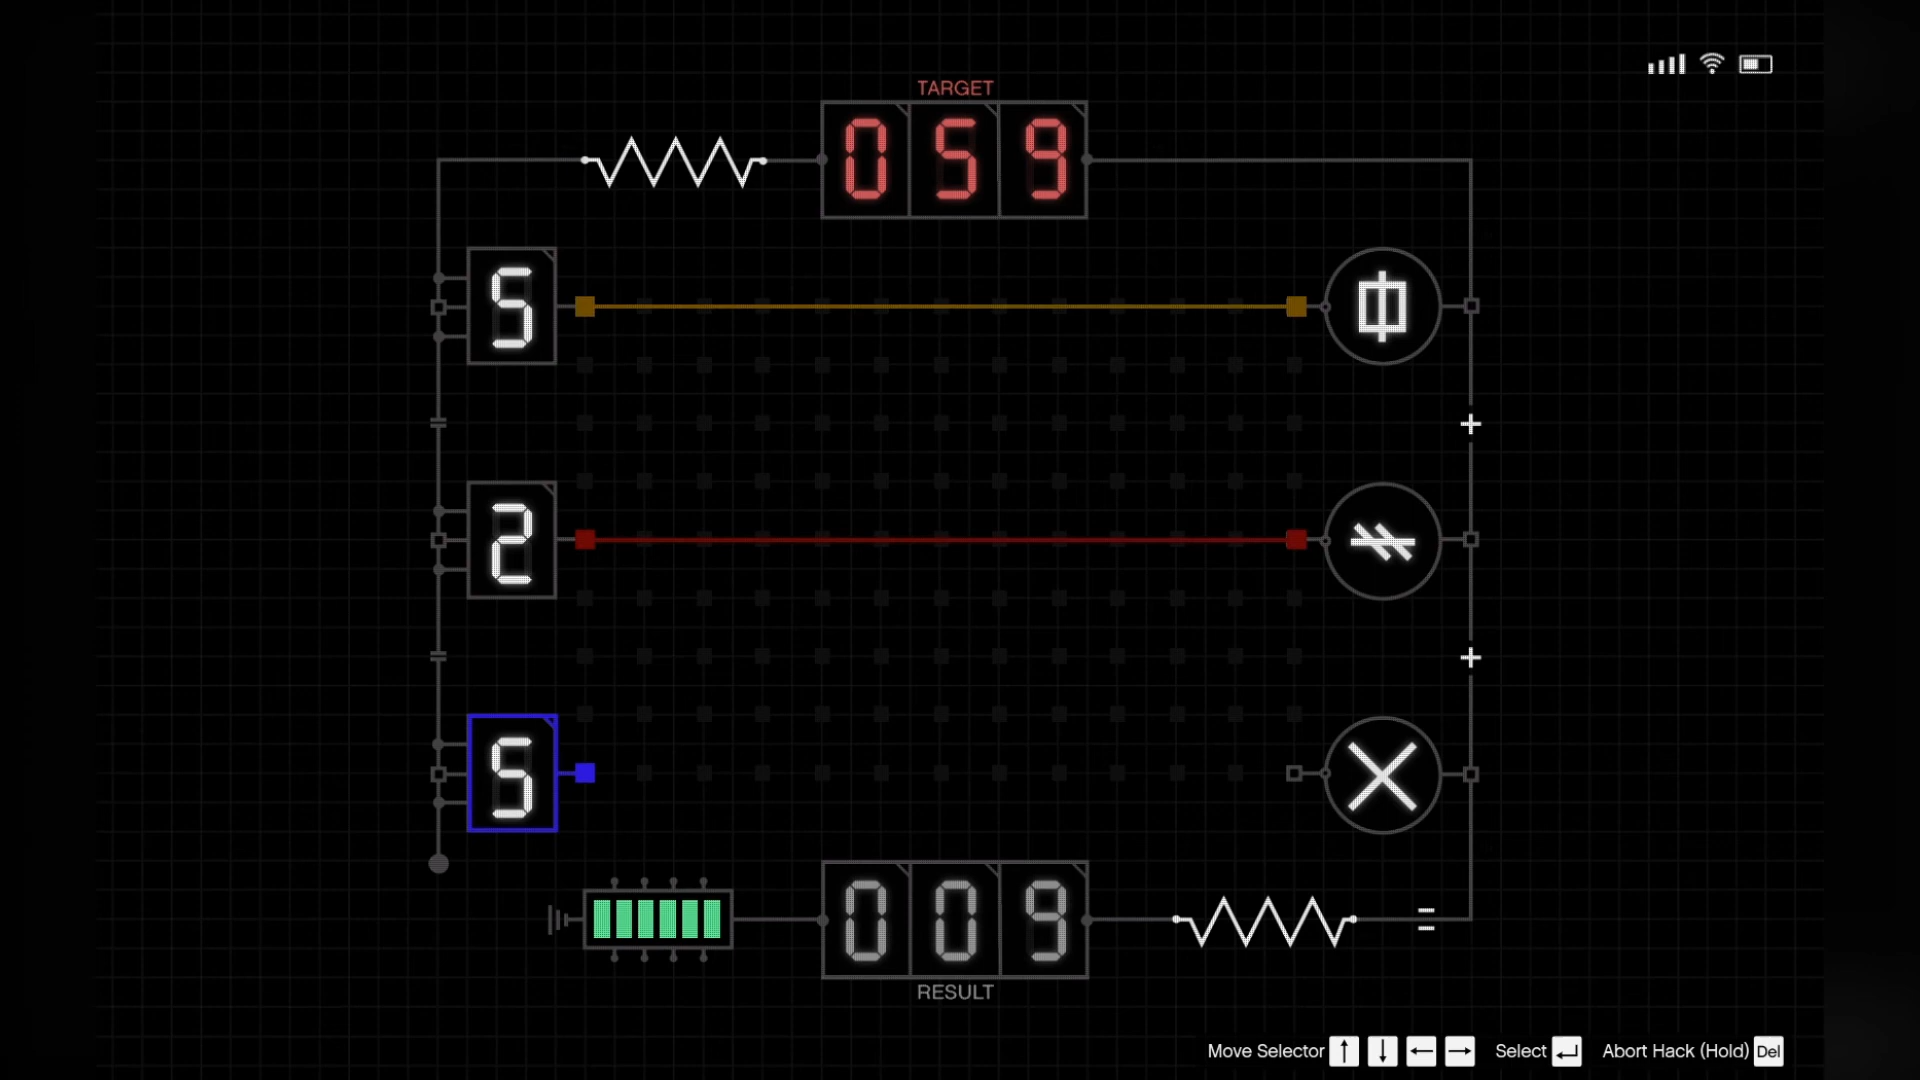 TARGET
059
5
+
2
+
5
009
=
RESULT
Move Selector ↑ ↓ ← → Select ↵ Abort Hack (Hold) Del